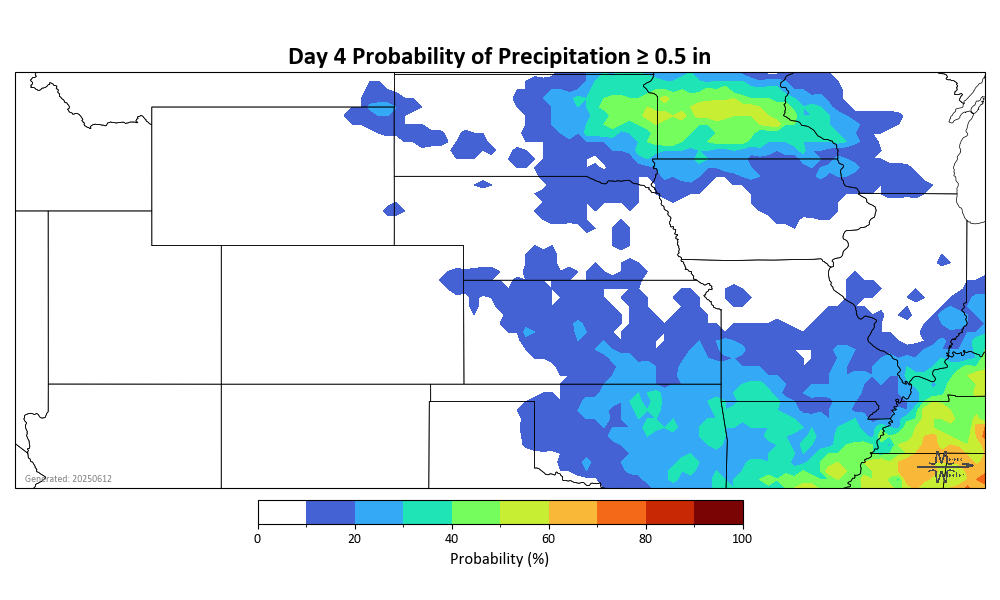 Day 4 Probability of Precipitation ≥ 0.5 in
Generated: 20250612
0 20 40 60 80 100
Probability (%)